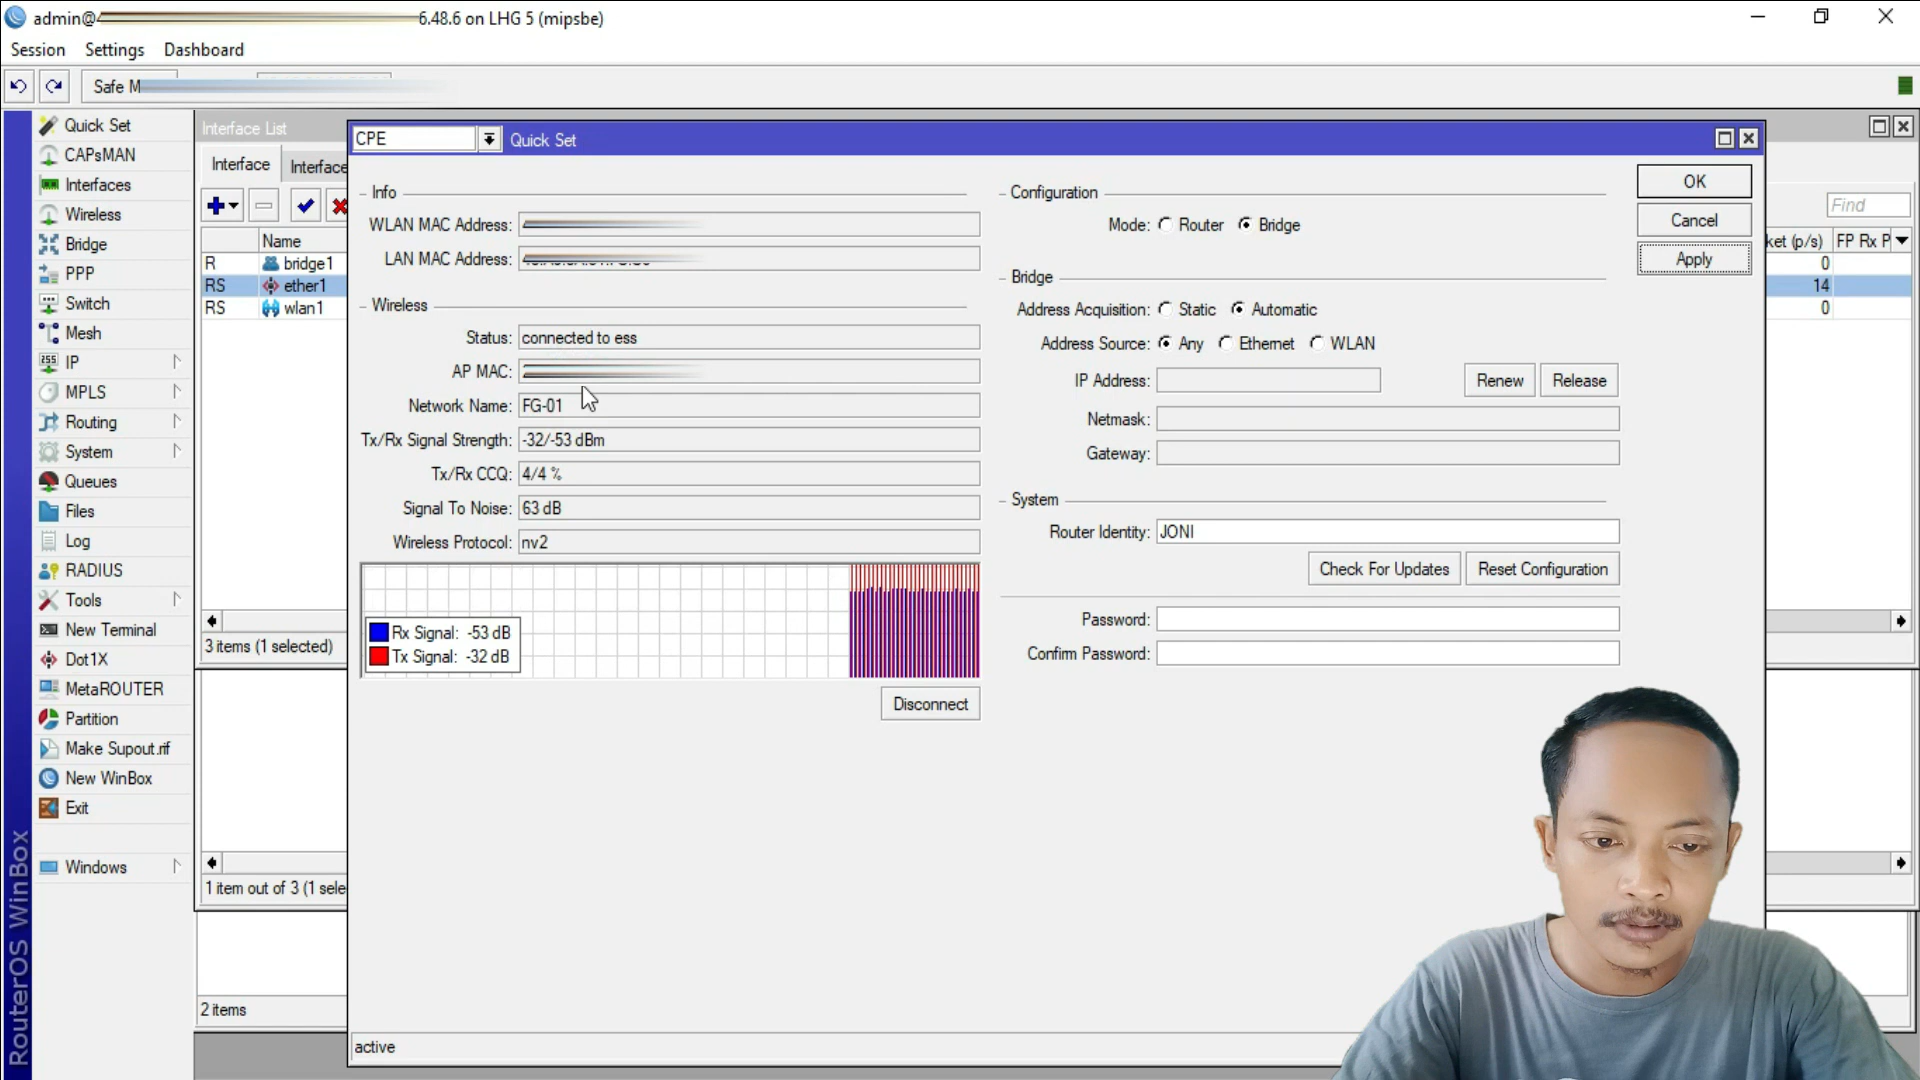 admin@
6.48.6 on LHG 5 (mipsbe)
Session Settings Dashboard
Safe M
Quick Set
CAPsMAN
Interfaces
Wireless
Bridge
PPP
Switch
Mesh
IP
MPLS
Routing
System
Queues
Files
Log
RADIUS
Tools
New Terminal
Dot1X
MetaROUTER
Partition
Make Supout.rif
New WinBox
Exit
Windows
RouterOS WinBox
Interface List
Interface Interface
Name
R bridge1
RS ether1
RS wlan1
3 items (1 selected)
1 item out of 3 (1 sele
2 items
Find
ket (p/s) FP Rx P
0
14
0
CPE Quick Set
Info
WLAN MAC Address:
LAN MAC Address:
Wireless
Status: connected to ess
AP MAC:
Network Name: FG-01
Tx/Rx Signal Strength: -32/-53 dBm
Tx/Rx CCQ: 4/4 %
Signal To Noise: 63 dB
Wireless Protocol: nv2
Rx Signal: -53 dB
Tx Signal: -32 dB
Disconnect
active
Configuration
Mode: Router Bridge
Bridge
Address Acquisition: Static Automatic
Address Source: Any Ethernet WLAN
IP Address: Renew Release
Netmask:
Gateway:
System
Router Identity: JONI
Check For Updates Reset Configuration
Password:
Confirm Password:
OK
Cancel
Apply